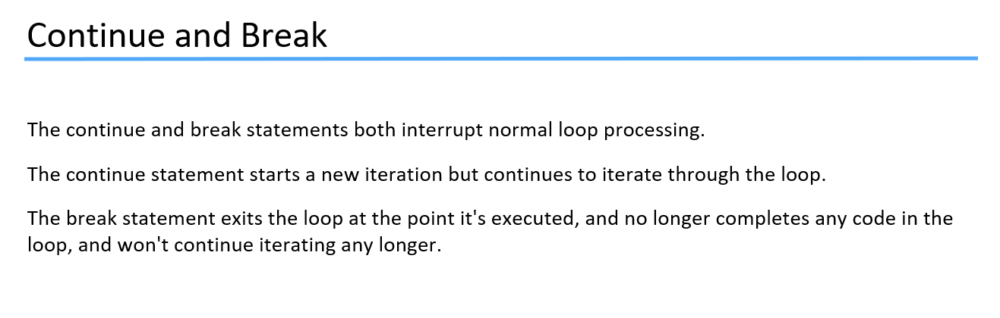 Continue and Break
The continue and break statements both interrupt normal loop processing.
The continue statement starts a new iteration but continues to iterate through the loop.
The break statement exits the loop at the point it's executed, and no longer completes any code in the
loop, and won't continue iterating any longer.